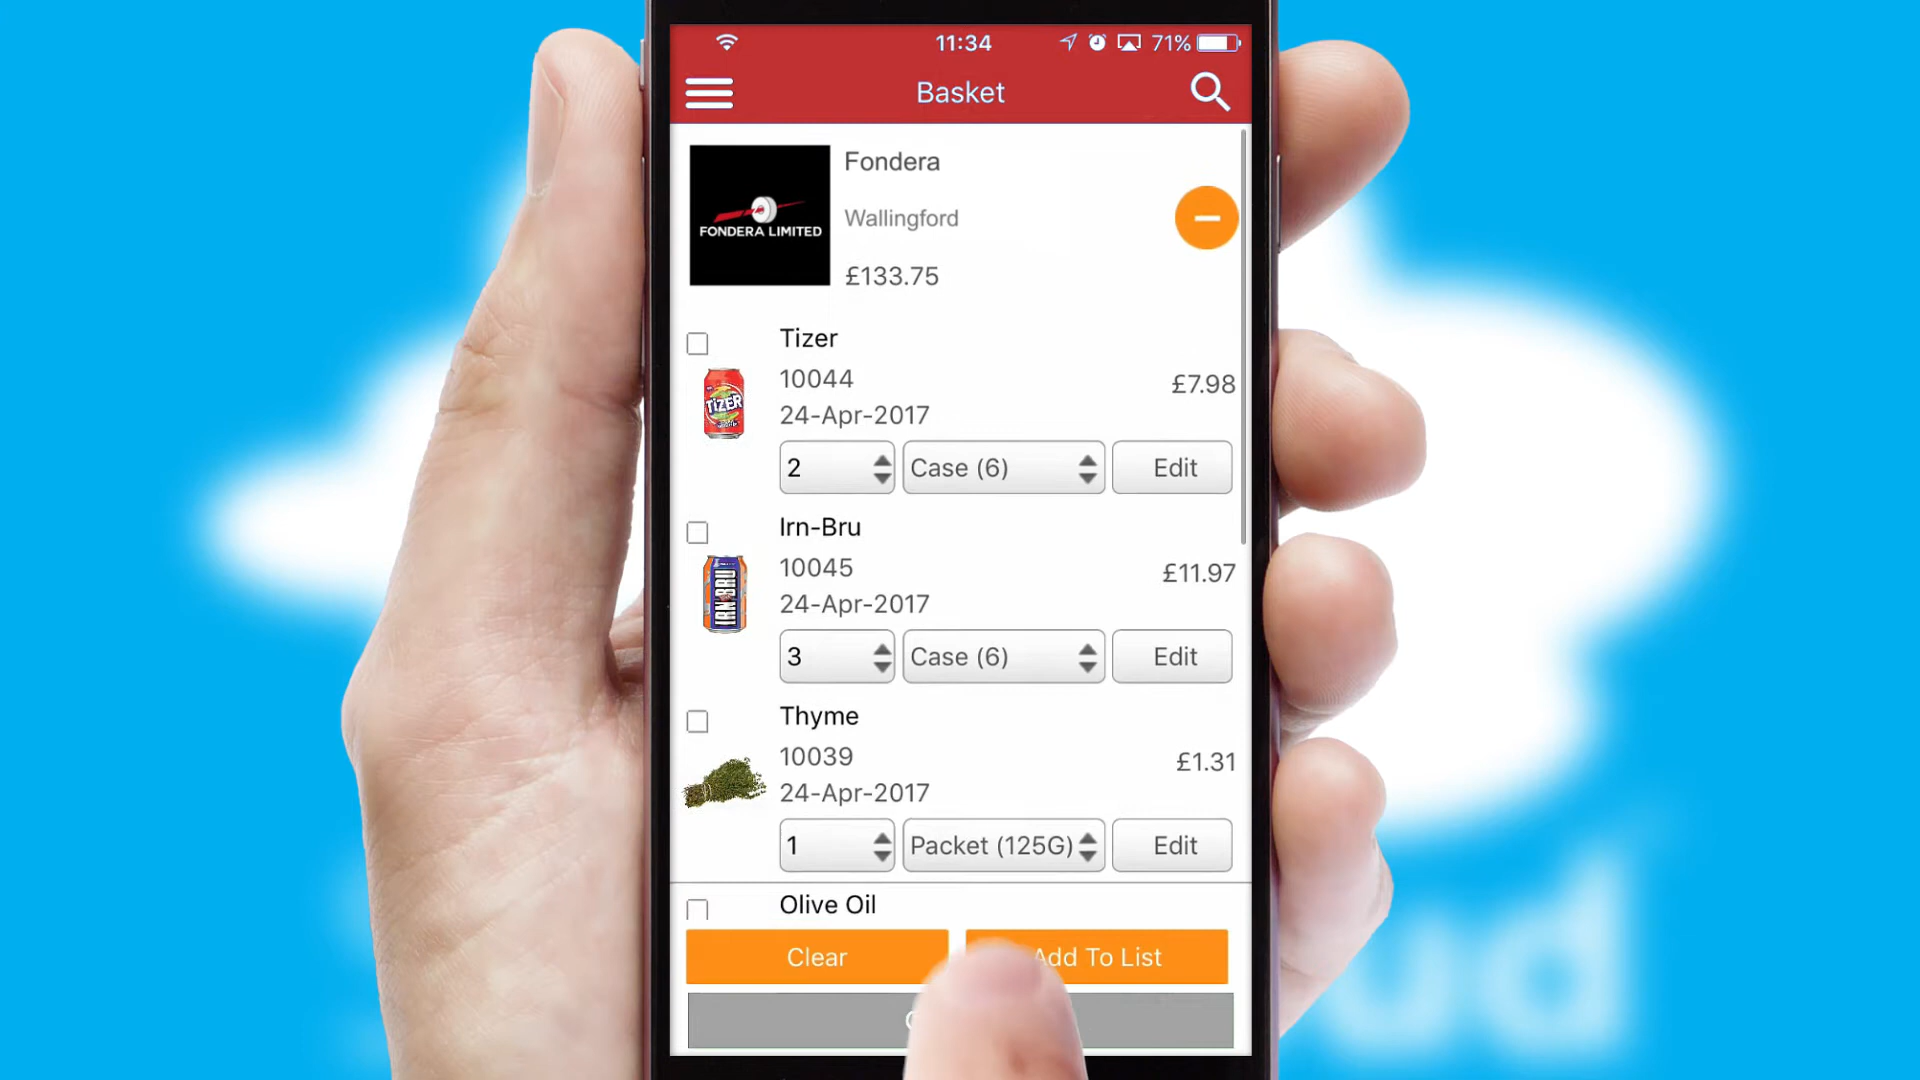 11:34
71%
Basket
Fondera
FONDERA LIMITED
Wallingford
£133.75
Tizer
10044
£7.98
TIZER
24-Apr-2017
2
Case (6)
Edit
Irn-Bru
10045
£11.97
IRN-BRU
24-Apr-2017
3
Case (6)
Edit
Thyme
10039
£1.31
24-Apr-2017
1
Packet (125G)
Edit
Olive Oil
Clear
Add To List